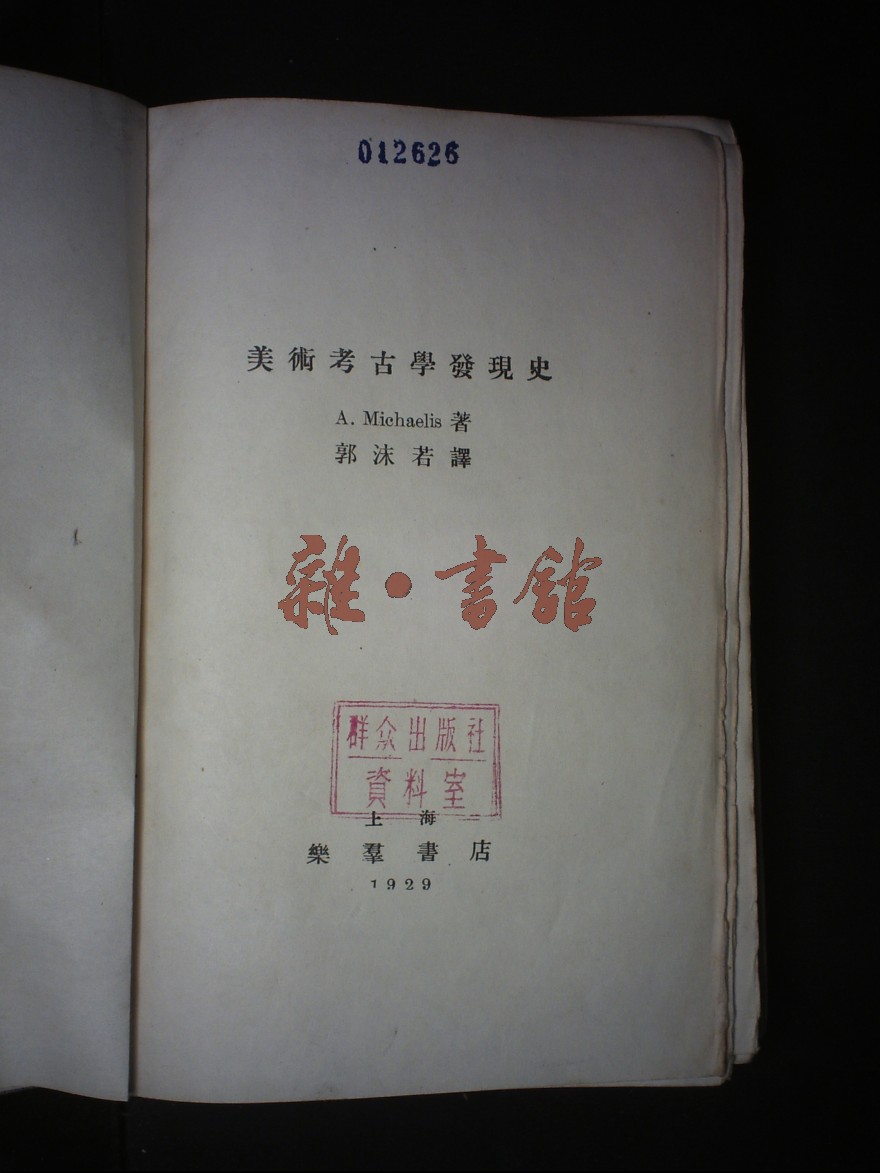 012626
美術考古學發現史
A. Michaelis 著
郭沫若譯
雜·書館
群众出版社
資料室
上海
樂羣書店
1929